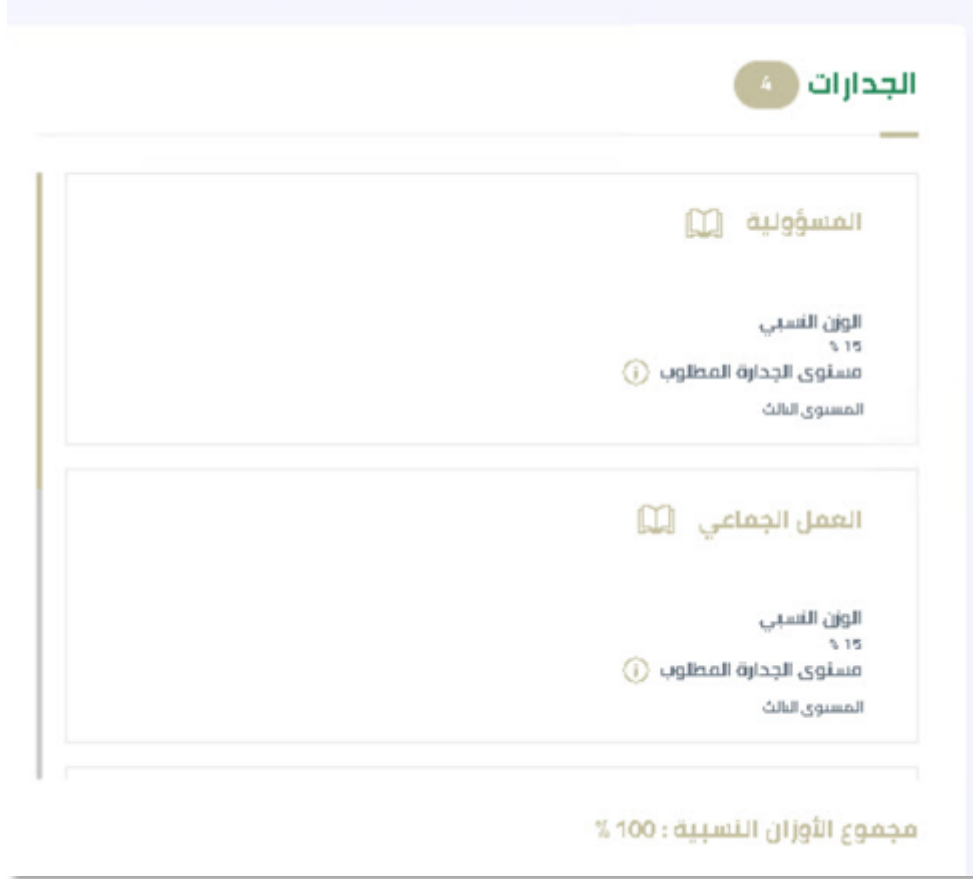 الجدارات 4
المسؤولية
الوزن النسبي
15 %
مستوى الجدارة المطلوب
المستوى الثالث
العمل الجماعي
الوزن النسبي
15 %
مستوى الجدارة المطلوب
المستوى الثالث
مجموع الأوزان النسبية : 100 %